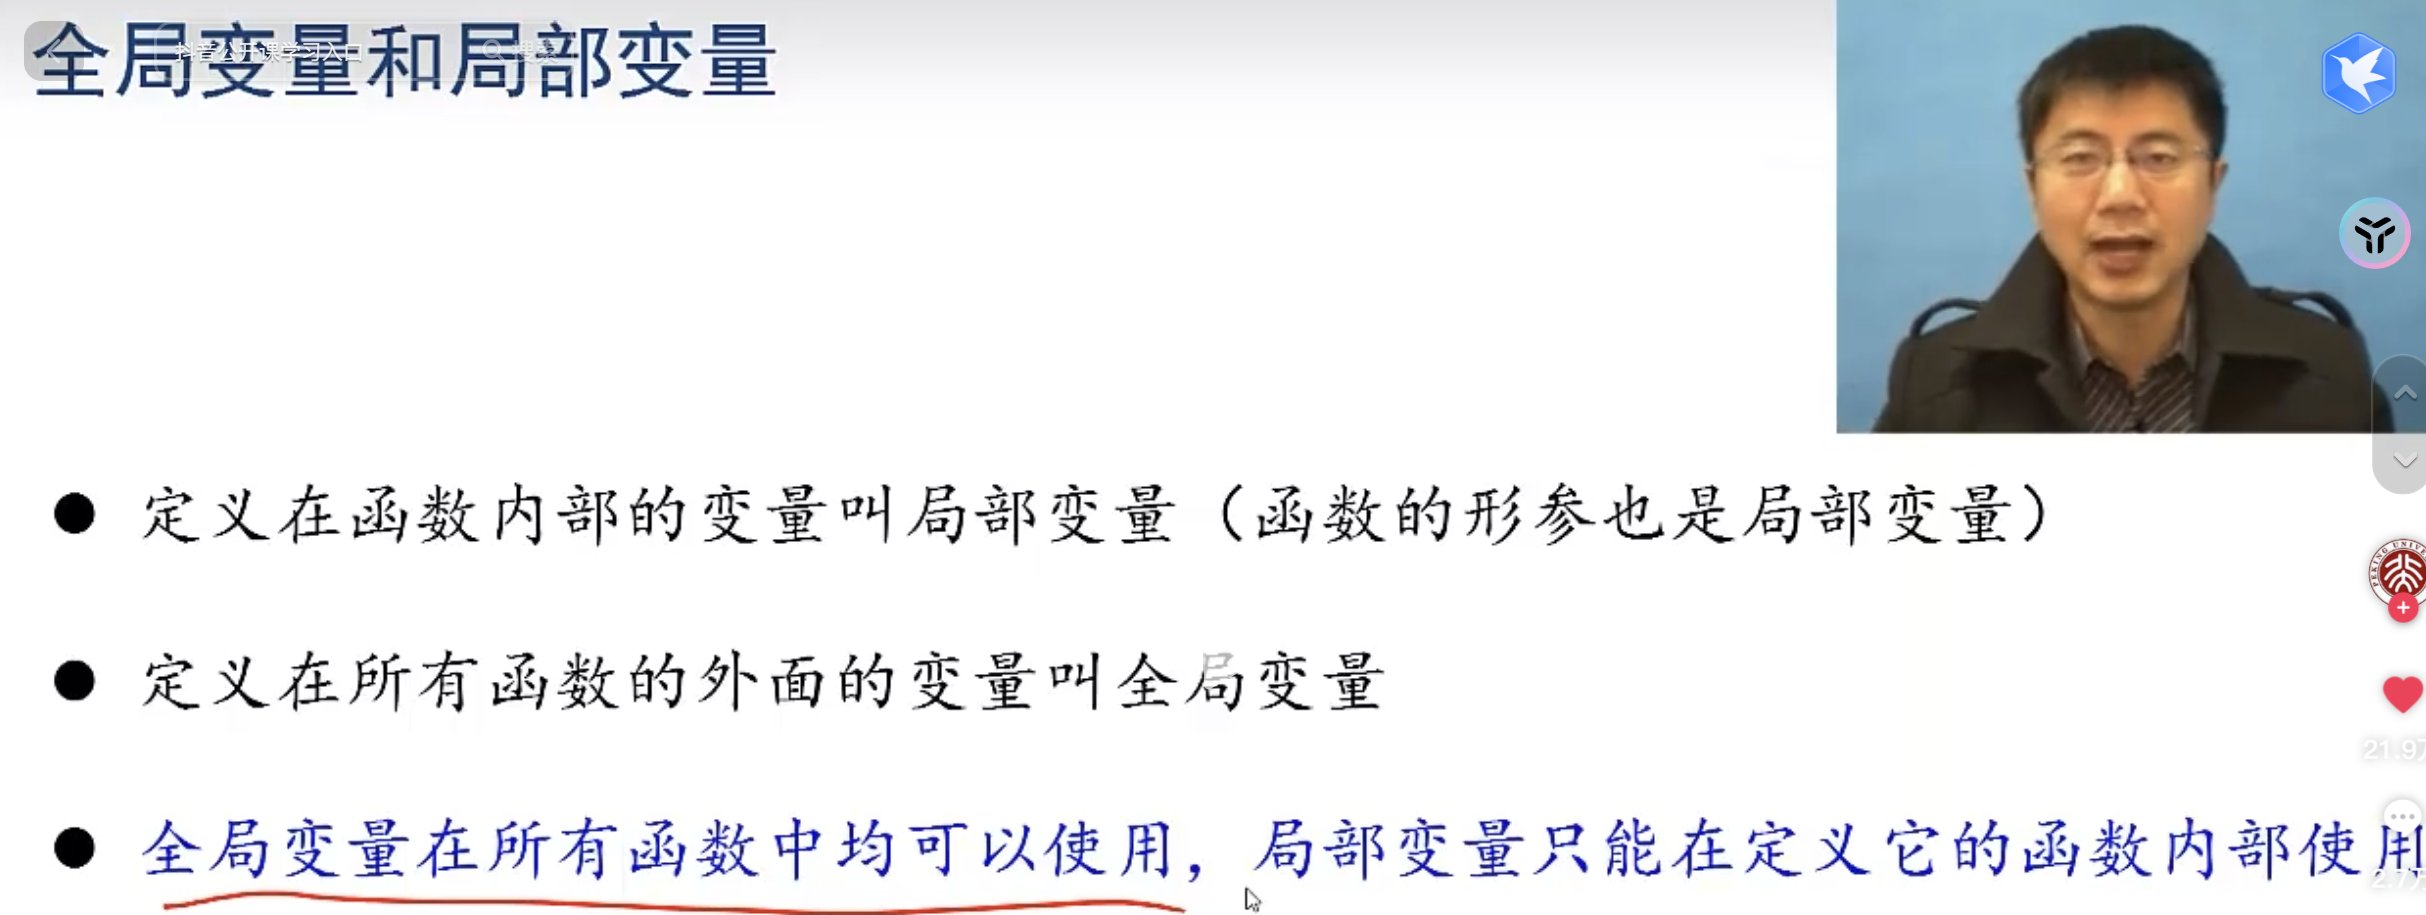 全局变量和局部变量
抖音公开课学习入口
搜索
定义在函数内部的变量叫局部变量（函数的形参也是局部变量）
定义在所有函数的外面的变量叫全局变量
全局变量在所有函数中均可以使用，局部变量只能在定义它的函数内部使用
21.9万
2.7万